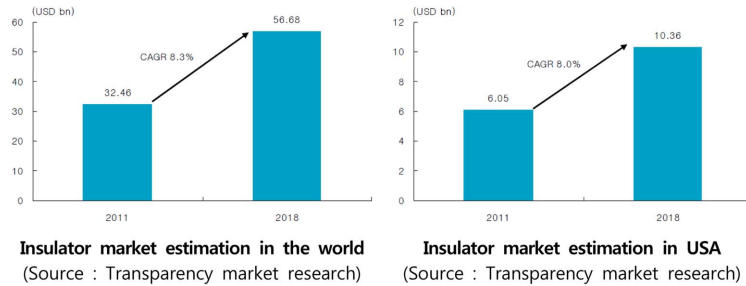 (USD bn)
60
50
40
30
20
10
0
56.68
CAGR 8.3%
32.46
2011
2018
Insulator market estimation in the world
(Source : Transparency market research)
(USD bn)
12
10
8
6
4
2
0
10.36
CAGR 8.0%
6.05
2011
2018
Insulator market estimation in USA
(Source : Transparency market research)